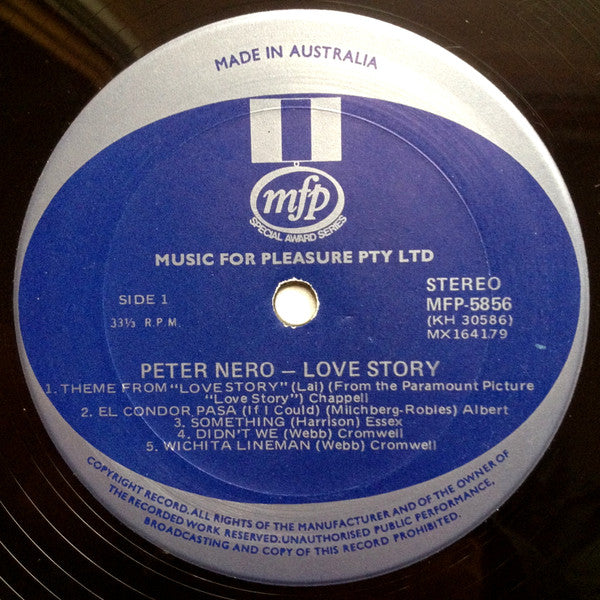 MADE IN AUSTRALIA
mfp
SPECIAL AWARD SERIES
MUSIC FOR PLEASURE PTY LTD
SIDE 1
33⅓ R.P.M.
STEREO
MFP-5856
(KH 30586)
MX164179
PETER NERO – LOVE STORY
1. THEME FROM "LOVE STORY" (Lai) (From the Paramount Picture
"Love Story") Chappell
2. EL CONDOR PASA (If I Could) (Milchberg-Robles) Albert
3. SOMETHING (Harrison) Essex
4. DIDN'T WE (Webb) Cromwell
5. WICHITA LINEMAN (Webb) Cromwell
COPYRIGHT RECORD. ALL RIGHTS OF THE MANUFACTURER AND OF THE OWNER OF
THE RECORDED WORK RESERVED. UNAUTHORISED PUBLIC PERFORMANCE,
BROADCASTING AND COPY OF THIS RECORD PROHIBITED.